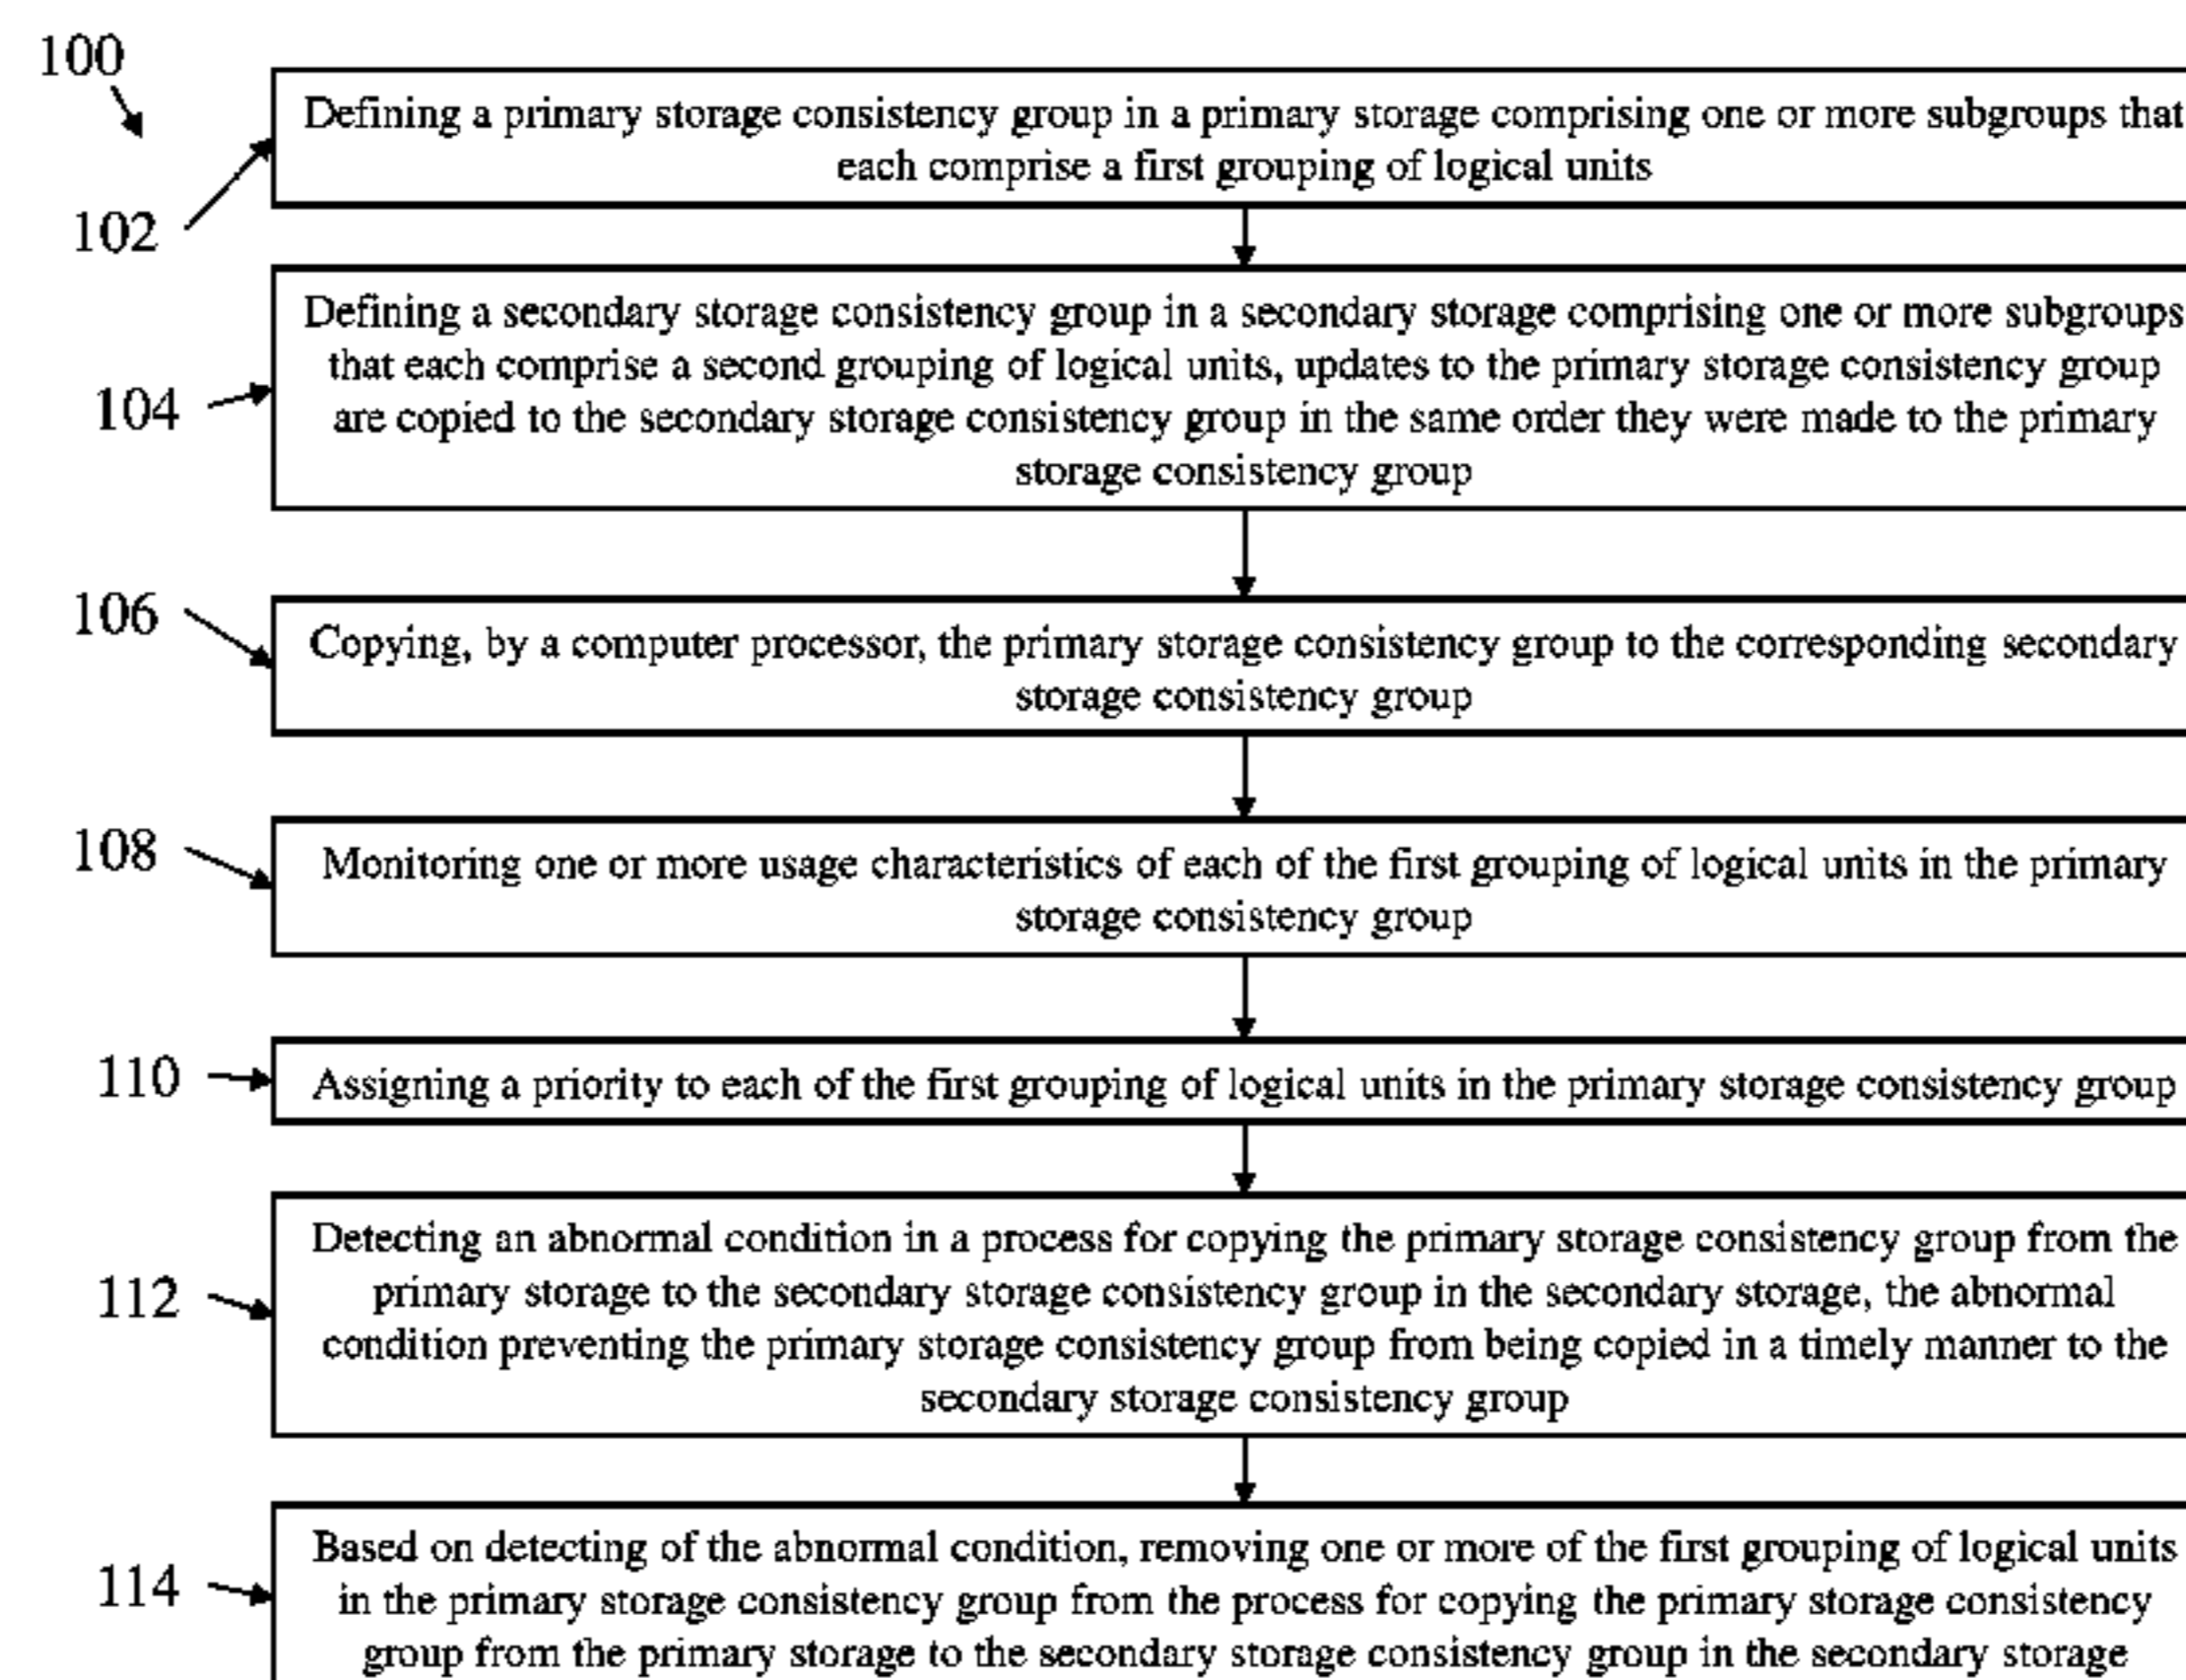 100
Defining a primary storage consistency group in a primary storage comprising one or more subgroups that
each comprise a first grouping of logical units
102
Defining a secondary storage consistency group in a secondary storage comprising one or more subgroups
that each comprise a second grouping of logical units, updates to the primary storage consistency group
are copied to the secondary storage consistency group in the same order they were made to the primary
storage consistency group
104
106
Copying, by a computer processor, the primary storage consistency group to the corresponding secondary
storage consistency group
108
Monitoring one or more usage characteristics of each of the first grouping of logical units in the primary
storage consistency group
110
Assigning a priority to each of the first grouping of logical units in the primary storage consistency group
Detecting an abnormal condition in a process for copying the primary storage consistency group from the
primary storage to the secondary storage consistency group in the secondary storage, the abnormal
condition preventing the primary storage consistency group from being copied in a timely manner to the
secondary storage consistency group
112
Based on detecting of the abnormal condition, removing one or more of the first grouping of logical units
in the primary storage consistency group from the process for copying the primary storage consistency
group from the primary storage to the secondary storage consistency group in the secondary storage
114